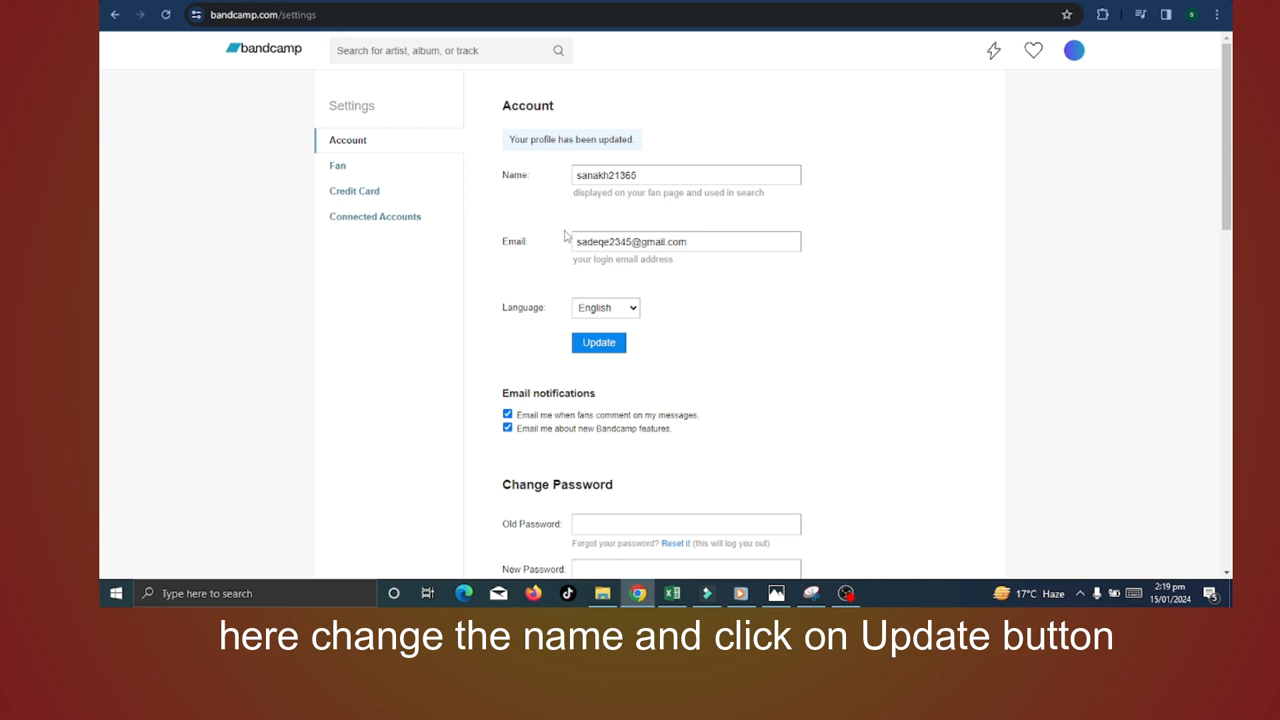 bandcamp.com/settings
S
bandcamp
Search for artist, album, or track
Settings
Account
Fan
Credit Card
Connected Accounts
Account
Your profile has been updated.
Name: sanakh21365
displayed on your fan page and used in search
Email: sadeqe2345@gmail.com
your login email address
Language: English
Update
Email notifications
Email me when fans comment on my messages.
Email me about new Bandcamp features.
Change Password
Old Password:
Forgot your password? Reset it (this will log you out)
New Password:
Type here to search
17°C Haze
2:19 pm
15/01/2024
5
here change the name and click on Update button